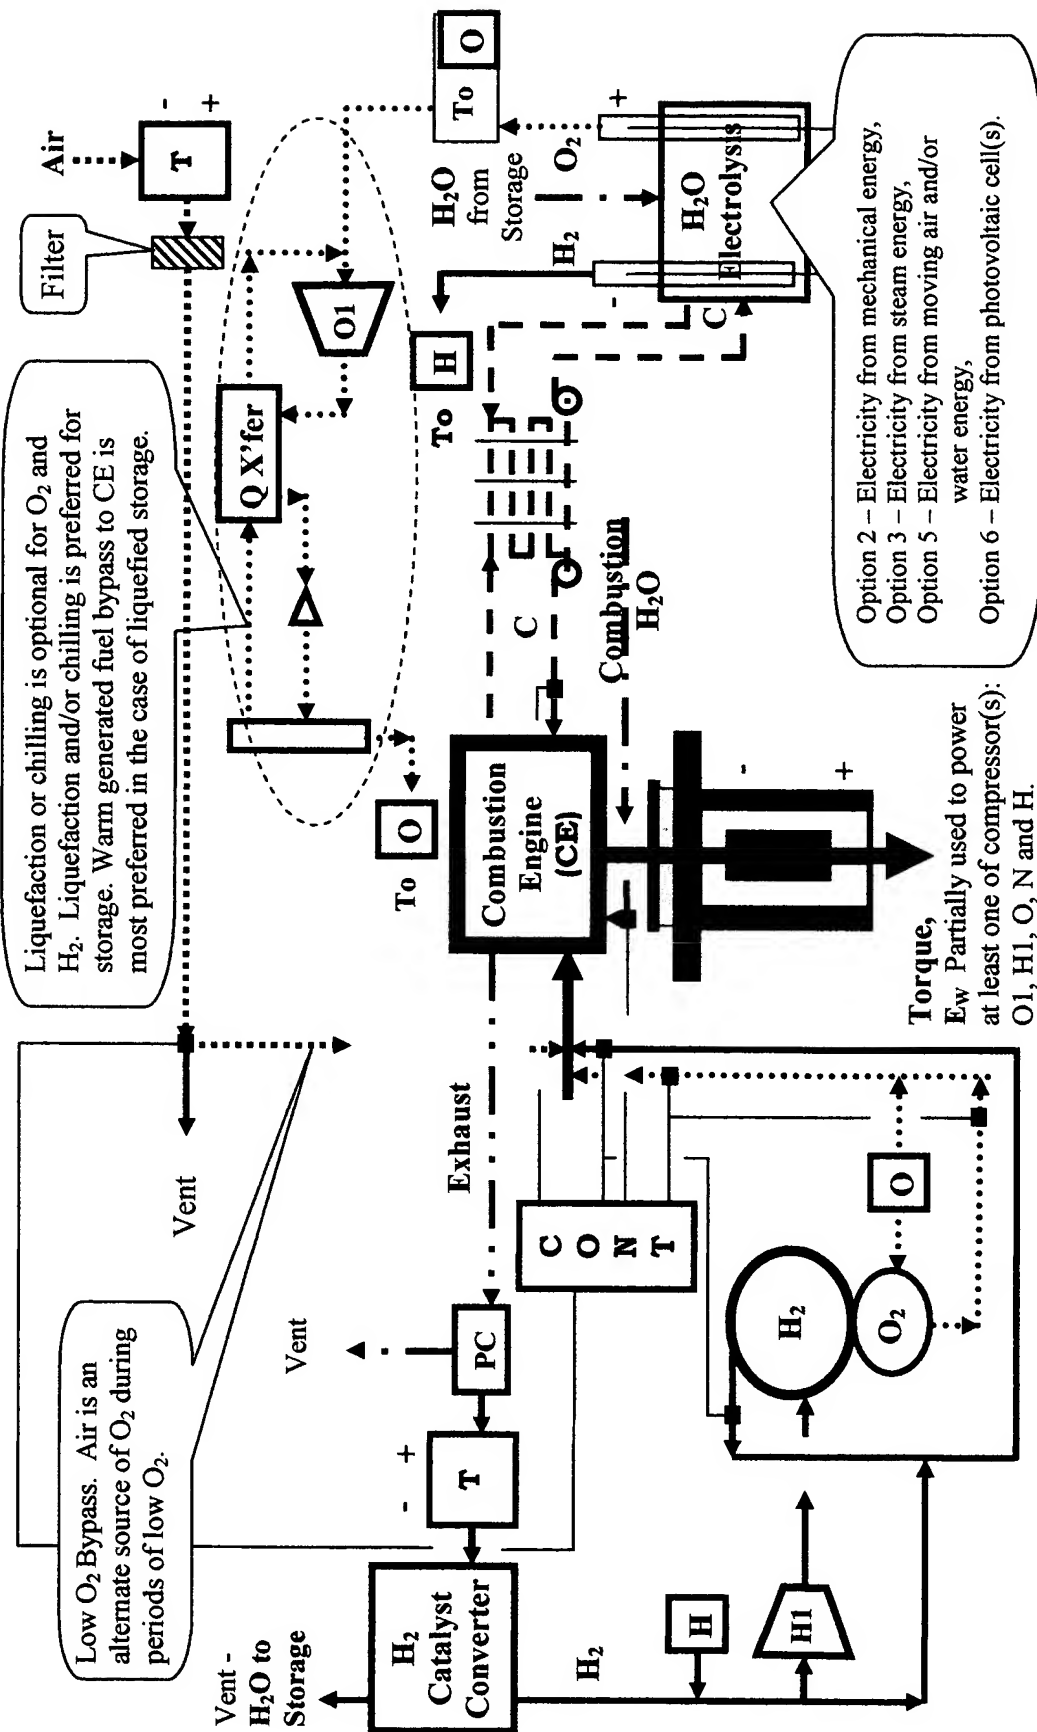 Low O₂ Bypass.  Air is an
alternate source of O₂ during
periods of low O₂.
Liquefaction or chilling is optional for O₂ and
H₂.  Liquefaction and/or chilling is preferred for
storage.  Warm generated fuel bypass to CE is
most preferred in the case of liquefied storage.
Filter
Air
T
-
+
Vent
Q X'fer
O1
To
O
To
O
H₂O
from
Storage
O₂
+
H₂
-
To
H
H₂O
Electrolysis
C
C
Vent -
H₂O to
Storage
H₂
Catalyst
Converter
-
+
T
PC
Vent
Exhaust
Combustion
Engine
(CE)
Combustion
H₂O
C
O
N
T
H₂
H
H1
H₂
O₂
O
-
+
Torque,
Ew  Partially used to power
at least one of compressor(s):
O1, H1, O, N and H.
Option 2 – Electricity from mechanical energy,
Option 3 – Electricity from steam energy,
Option 5 – Electricity from moving air and/or
water energy,
Option 6 – Electricity from photovoltaic cell(s).